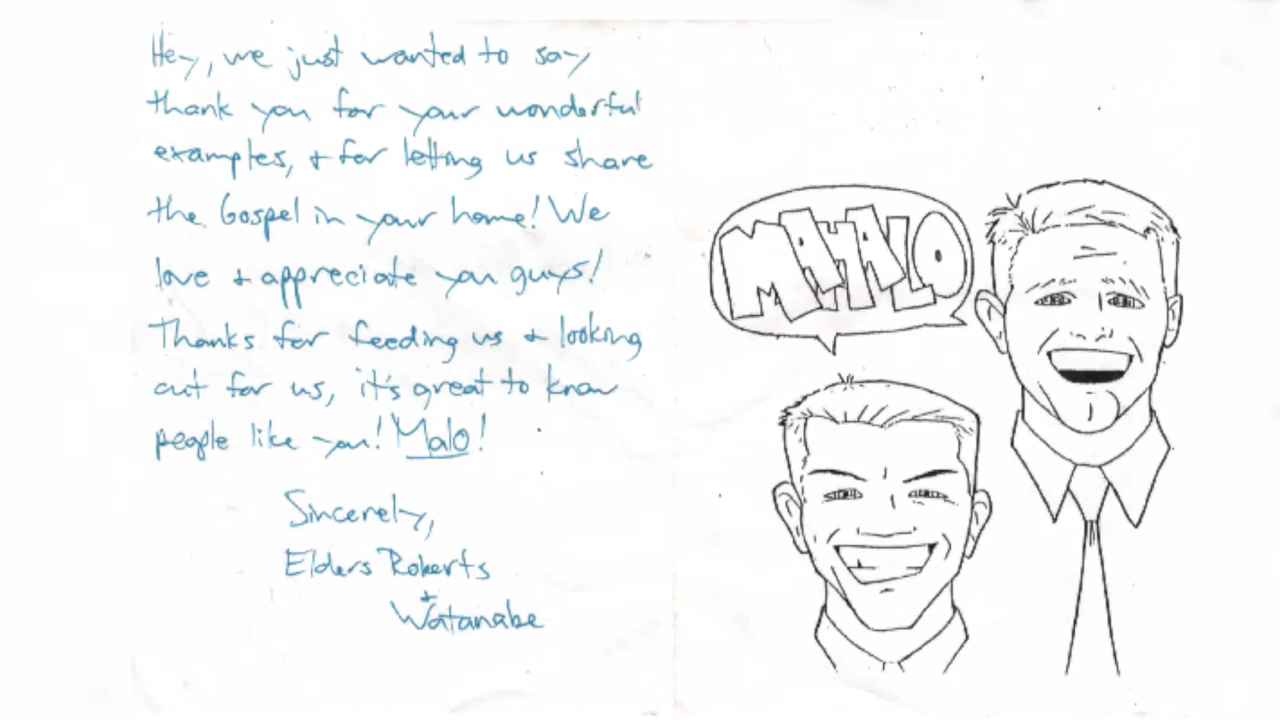 Hey, we just wanted to say
thank you for your wonderful
examples, + for letting us share
the Gospel in your home! We
love + appreciate you guys!
Thanks for feeding us + looking
out for us, it's great to know
people like you! Malo!
Sincerely,
Elders Roberts
+
Watanabe
MAHALO